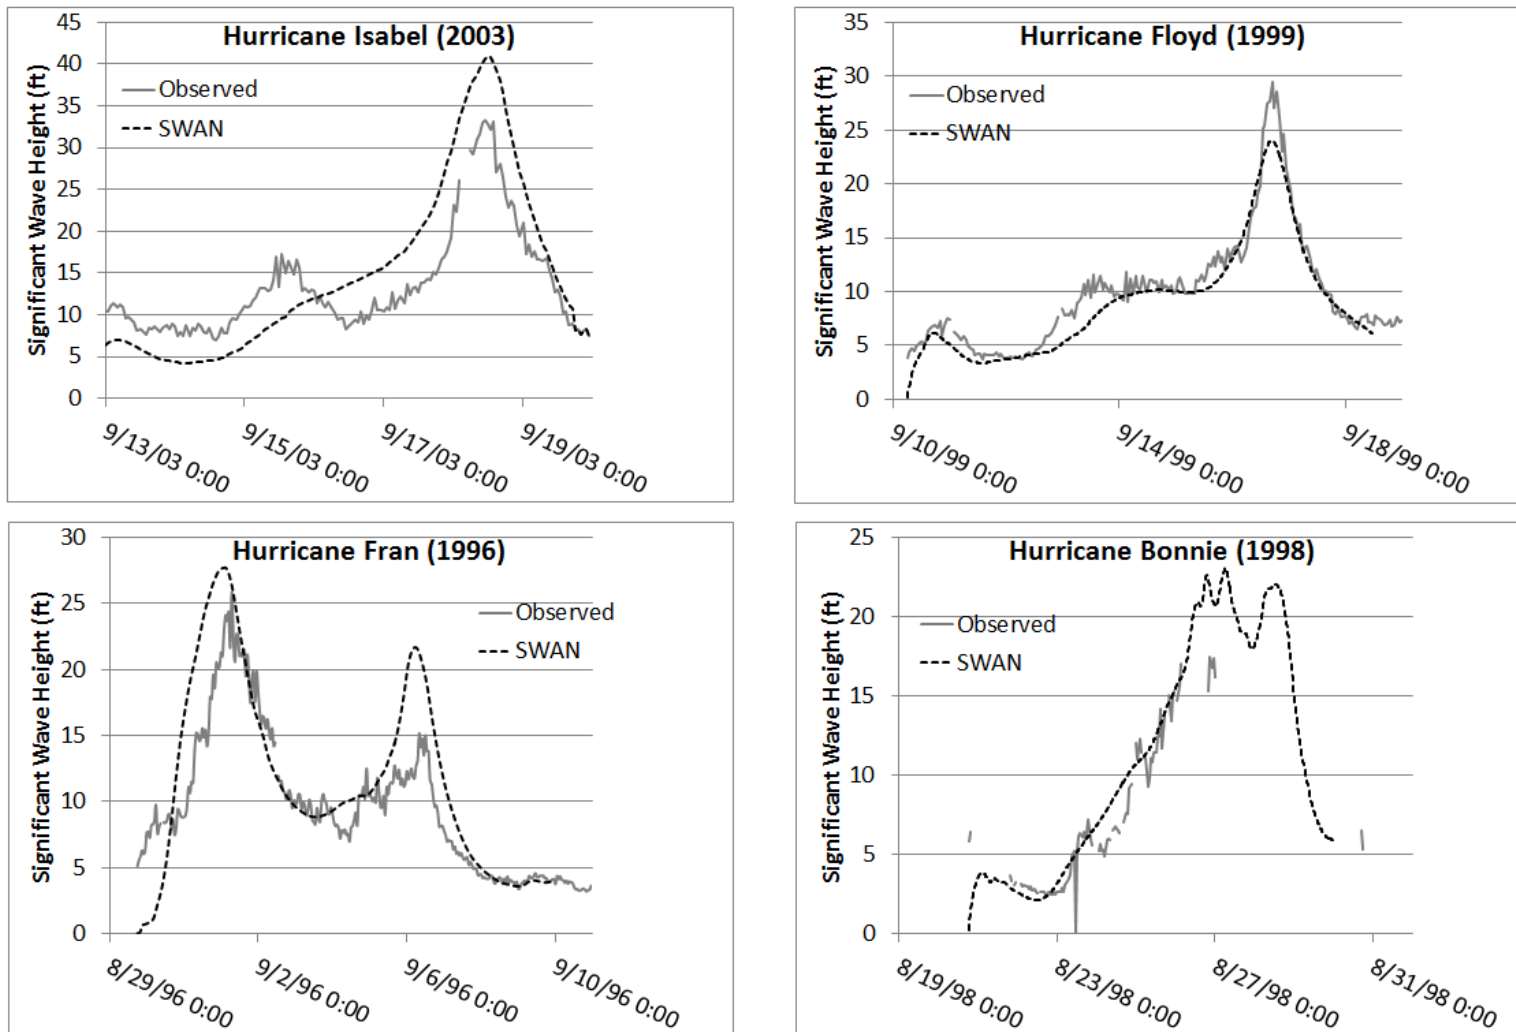 Hurricane Isabel (2003)
Significant Wave Height (ft)
45
40
35
30
25
20
15
10
5
0
Observed
SWAN
9/13/03 0:00
9/15/03 0:00
9/17/03 0:00
9/19/03 0:00
Hurricane Floyd (1999)
Significant Wave Height (ft)
35
30
25
20
15
10
5
0
Observed
SWAN
9/10/99 0:00
9/14/99 0:00
9/18/99 0:00
Hurricane Fran (1996)
Significant Wave Height (ft)
30
25
20
15
10
5
0
Observed
SWAN
8/29/96 0:00
9/2/96 0:00
9/6/96 0:00
9/10/96 0:00
Hurricane Bonnie (1998)
Significant Wave Height (ft)
25
20
15
10
5
0
Observed
SWAN
8/19/98 0:00
8/23/98 0:00
8/27/98 0:00
8/31/98 0:00